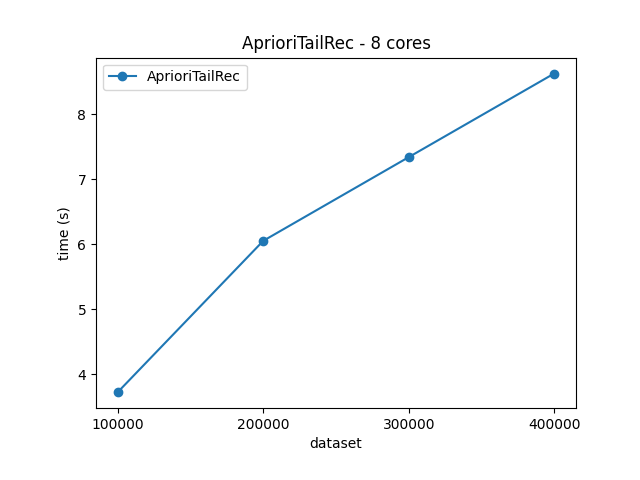 AprioriTailRec - 8 cores
AprioriTailRec
8
7
6
5
4
time (s)
100000 200000 300000 400000
dataset